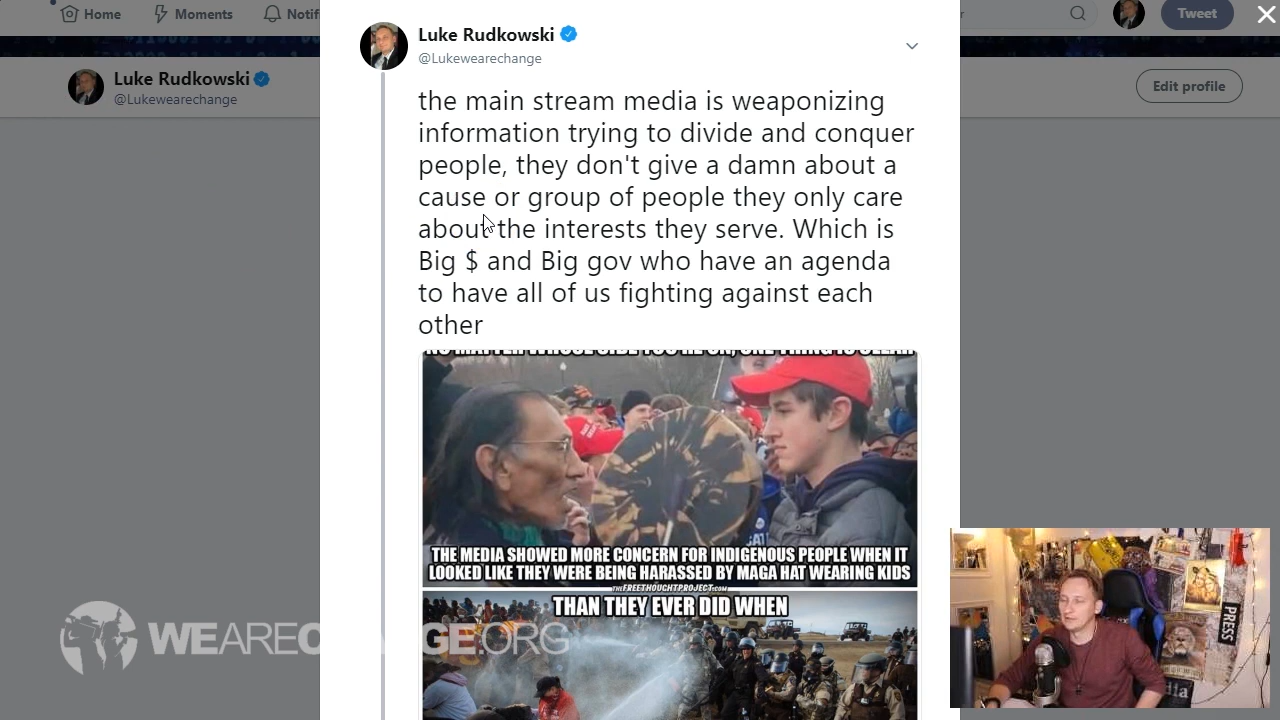 Home
Moments
Notif
Tweet
Luke Rudkowski
@Lukewearechange
Luke Rudkowski
@Lukewearechange
Edit profile
the main stream media is weaponizing
information trying to divide and conquer
people, they don't give a damn about a
cause or group of people they only care
about the interests they serve. Which is
Big $ and Big gov who have an agenda
to have all of us fighting against each
other
THE MEDIA SHOWED MORE CONCERN FOR INDIGENOUS PEOPLE WHEN IT
LOOKED LIKE THEY WERE BEING HARASSED BY MAGA HAT WEARING KIDS
THEFREETHOUGHTPROJECT.COM
THAN THEY EVER DID WHEN
WEARECHANGE.ORG
PRESS